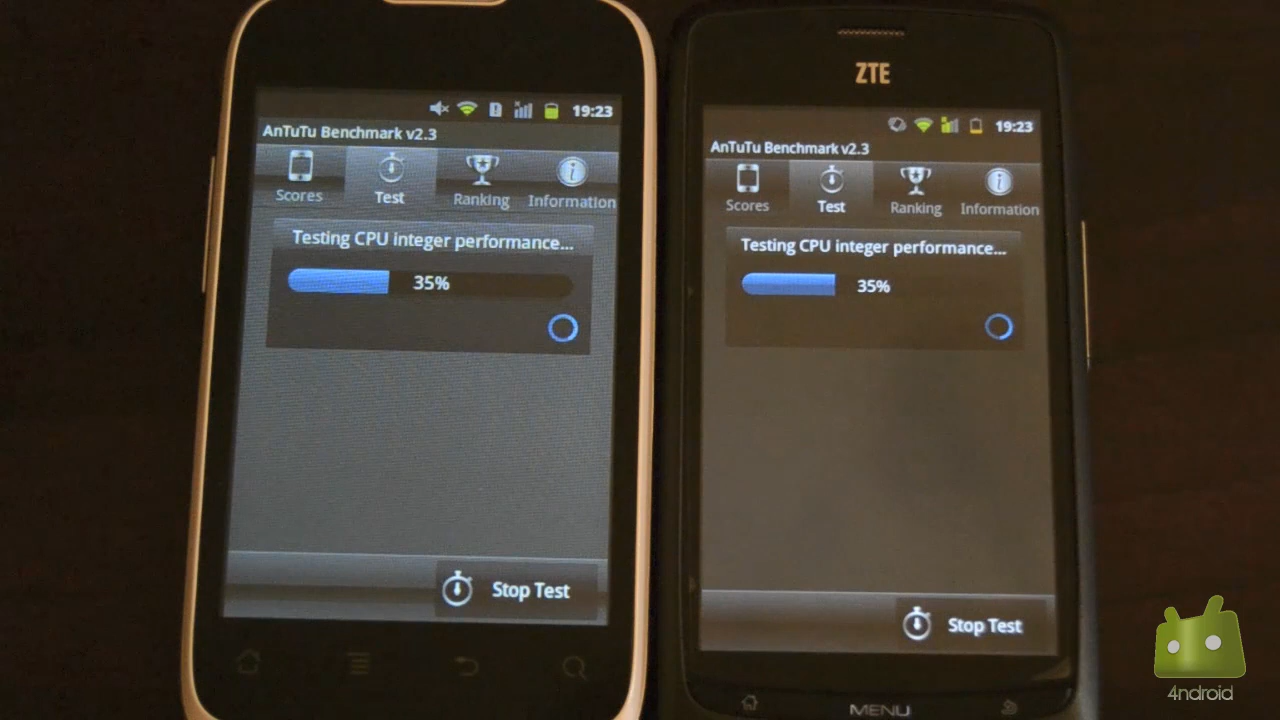 19:23
AnTuTu Benchmark v2.3
Scores
Test
Ranking
Information
Testing CPU integer performance...
35%
Stop Test
ZTE
19:23
AnTuTu Benchmark v2.3
Scores
Test
Ranking
Information
Testing CPU integer performance...
35%
Stop Test
MENU
4ndroid